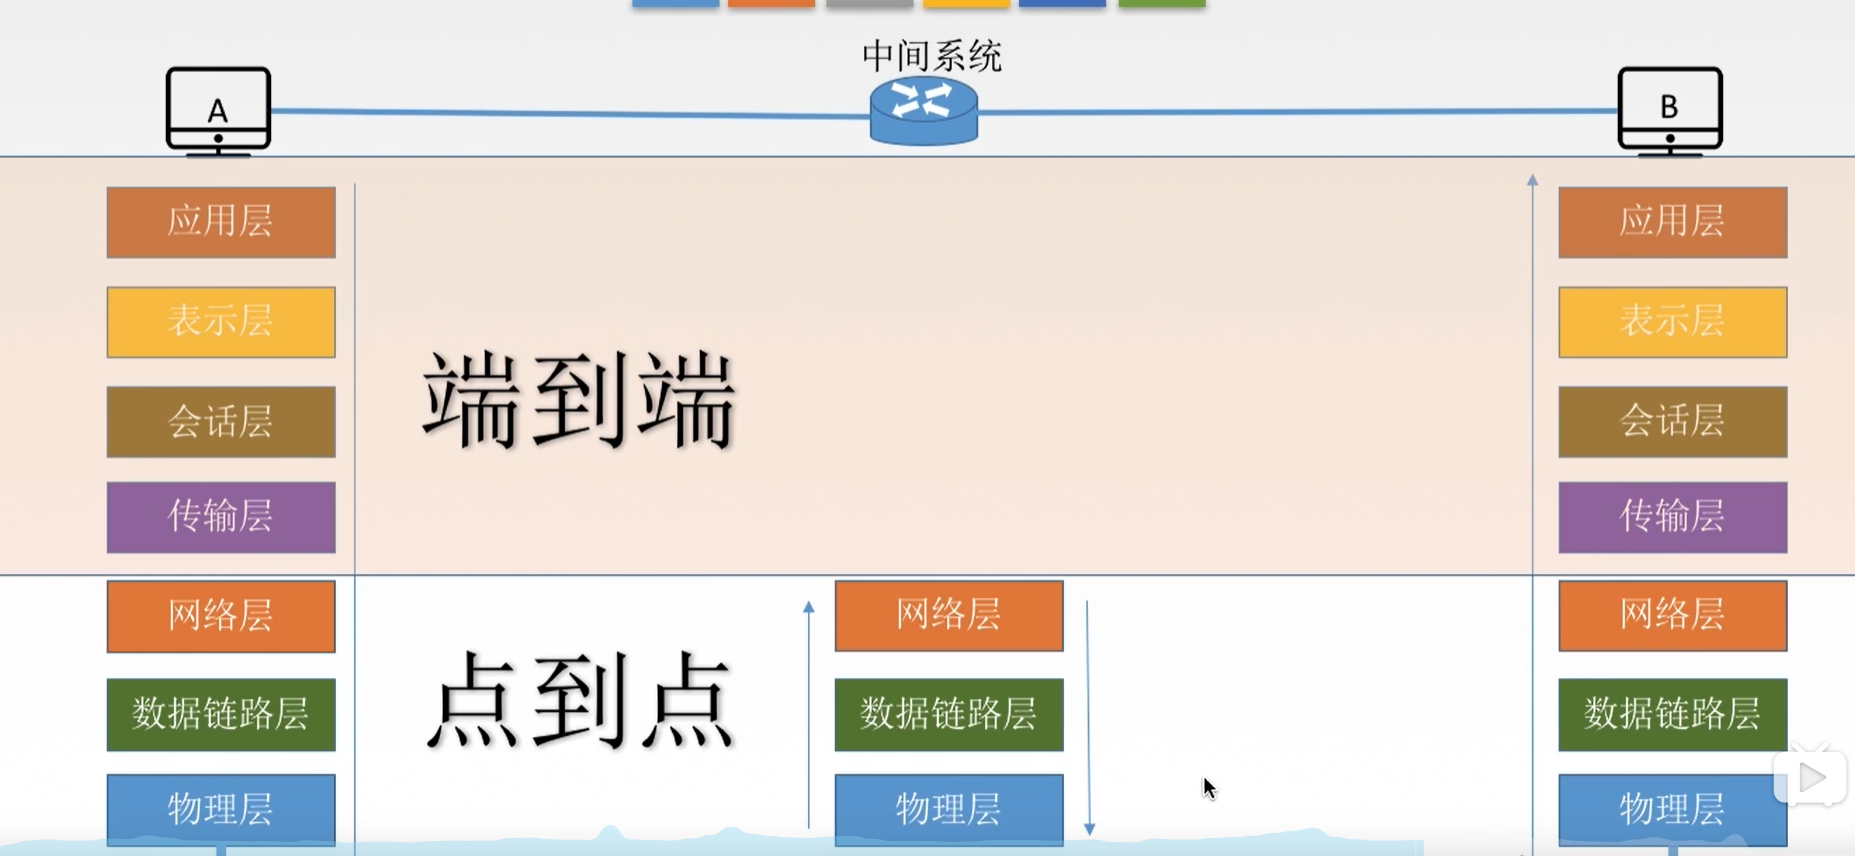 中间系统
A
B
应用层
应用层
表示层
表示层
端到端
会话层
会话层
传输层
传输层
网络层
网络层
网络层
点到点
数据链路层
数据链路层
数据链路层
物理层
物理层
物理层